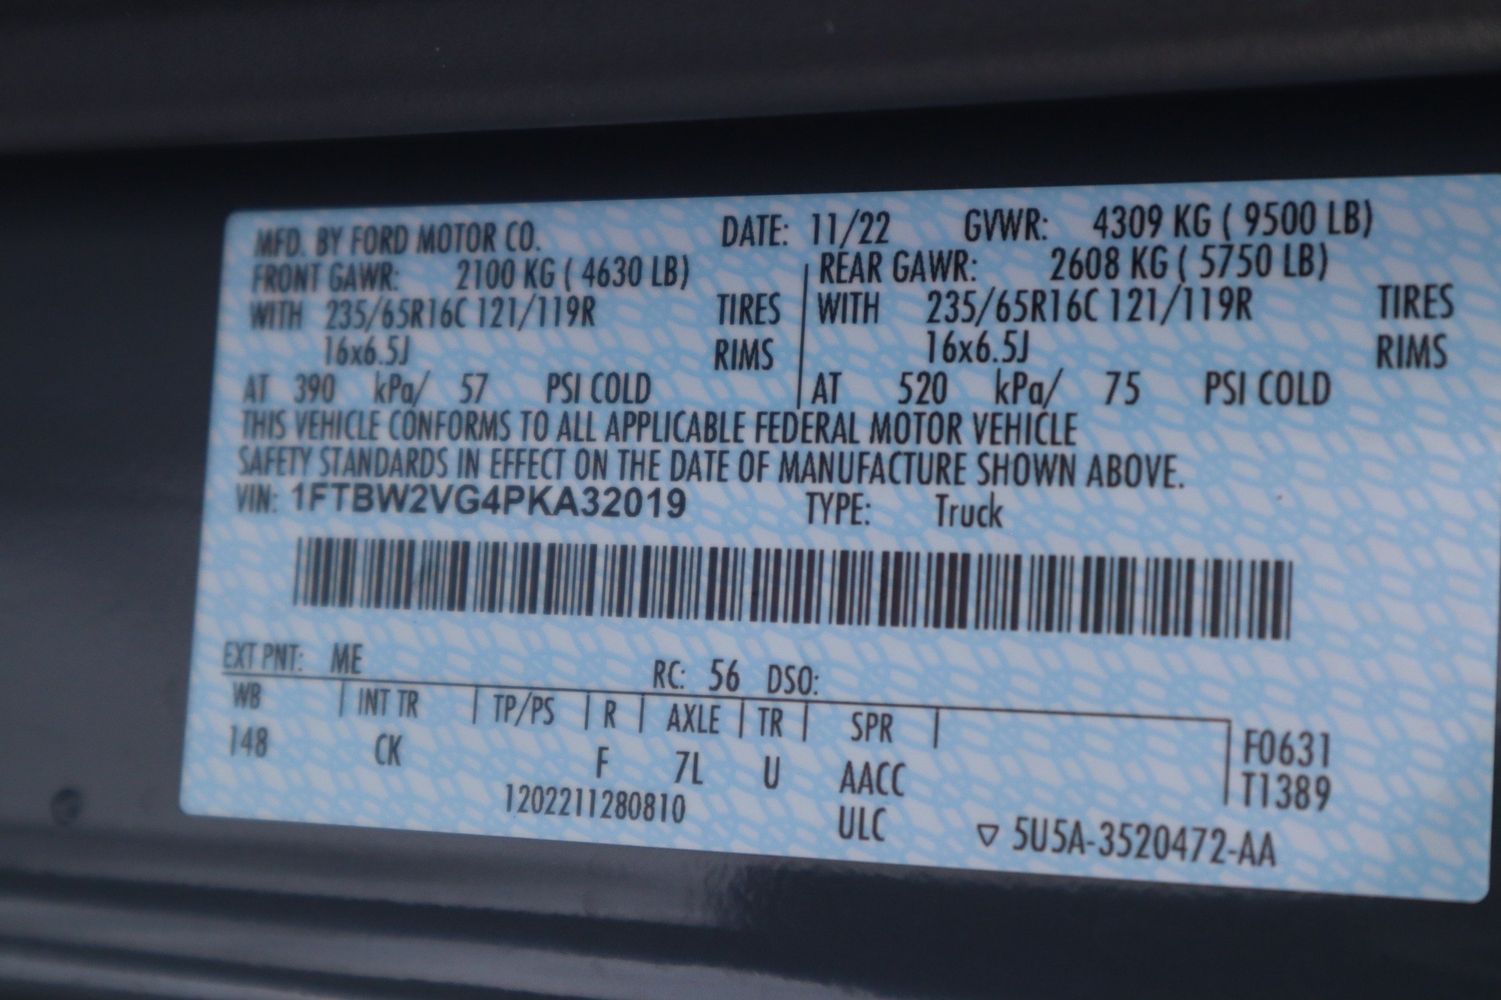 MFD. BY FORD MOTOR CO. DATE: 11/22 GVWR: 4309 KG ( 9500 LB)
FRONT GAWR: 2100 KG ( 4630 LB) REAR GAWR: 2608 KG ( 5750 LB)
WITH 235/65R16C 121/119R TIRES WITH 235/65R16C 121/119R TIRES
16x6.5J RIMS 16x6.5J RIMS
AT 390 kPa/ 57 PSI COLD AT 520 kPa/ 75 PSI COLD
THIS VEHICLE CONFORMS TO ALL APPLICABLE FEDERAL MOTOR VEHICLE
SAFETY STANDARDS IN EFFECT ON THE DATE OF MANUFACTURE SHOWN ABOVE.
VIN: 1FTBW2VG4PKA32019 TYPE: Truck
EXT PNT: ME RC: 56 DSO:
WB INT TR TP/PS R AXLE TR SPR
148 CK F 7L U AACC F0631
1202211280810 ULC T1389
▽ 5U5A-3520472-AA